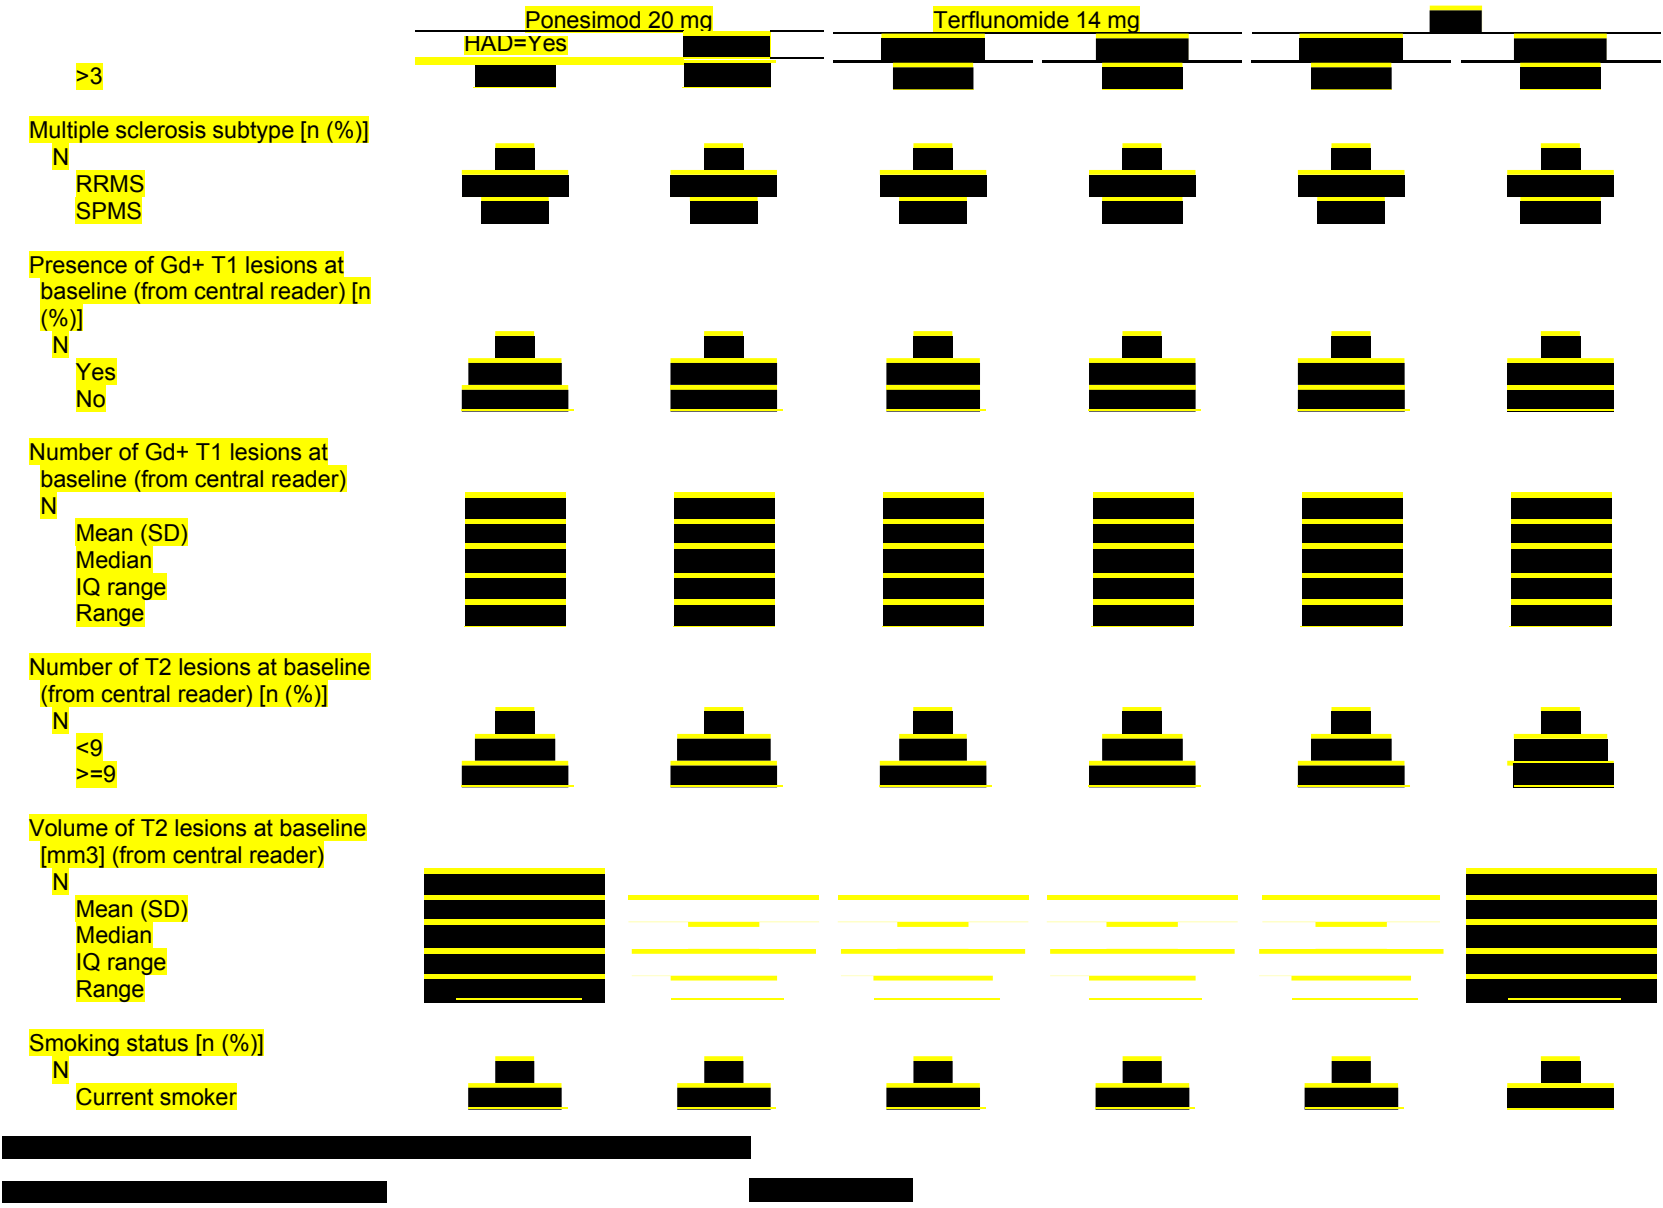 Ponesimod 20 mg Terflunomide 14 mg
HAD=Yes
>3
Multiple sclerosis subtype [n (%)]
N
RRMS
SPMS
Presence of Gd+ T1 lesions at
baseline (from central reader) [n
(%)]
N
Yes
No
Number of Gd+ T1 lesions at
baseline (from central reader)
N
Mean (SD)
Median
IQ range
Range
Number of T2 lesions at baseline
(from central reader) [n (%)]
N
<9
>=9
Volume of T2 lesions at baseline
[mm3] (from central reader)
N
Mean (SD)
Median
IQ range
Range
Smoking status [n (%)]
N
Current smoker